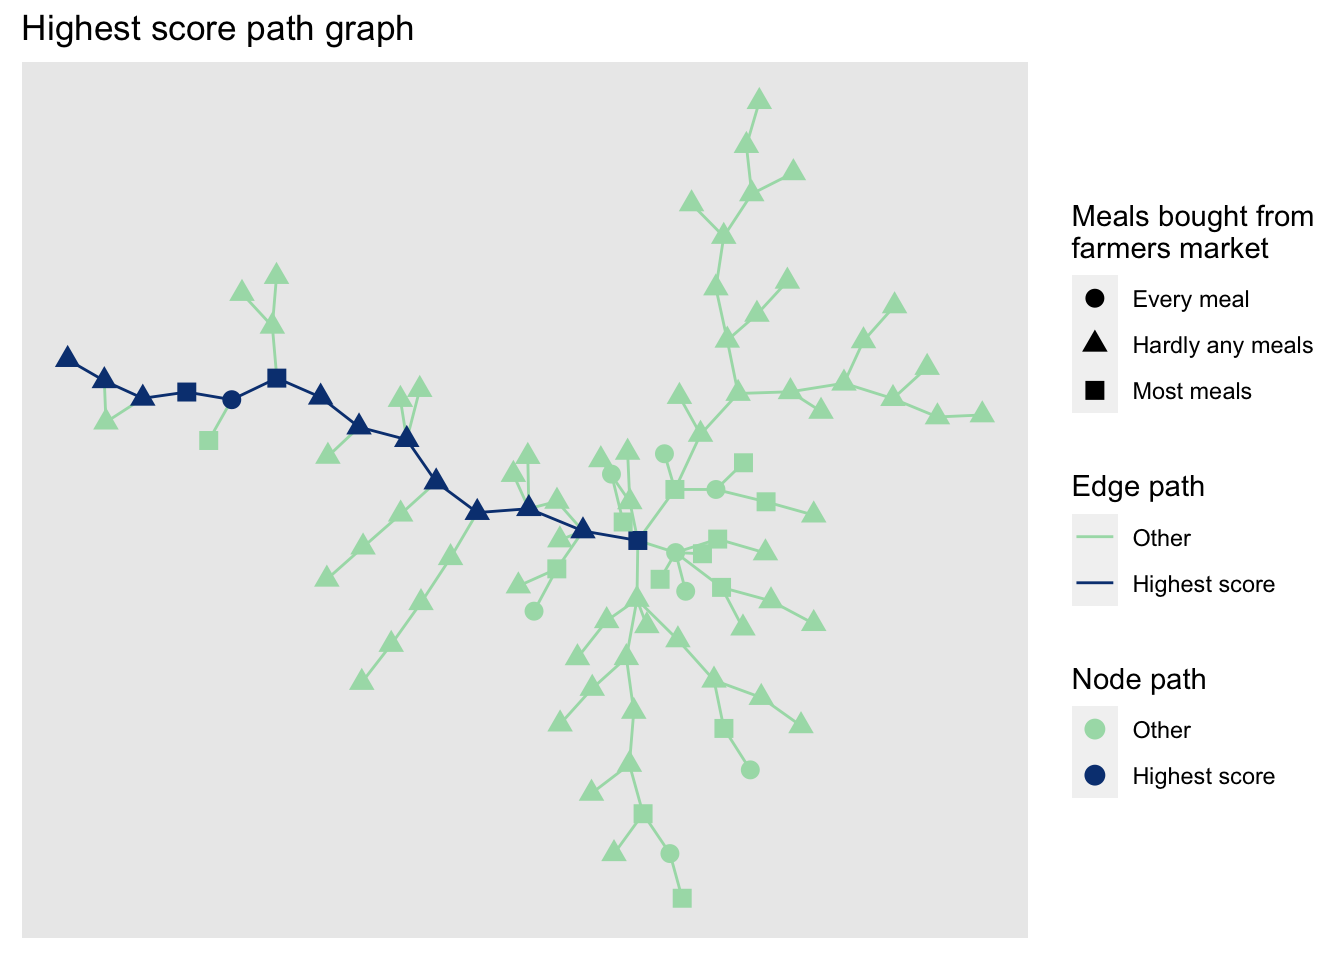 Highest score path graph
Meals bought from
farmers market
Every meal
Hardly any meals
Most meals
Edge path
Other
Highest score
Node path
Other
Highest score